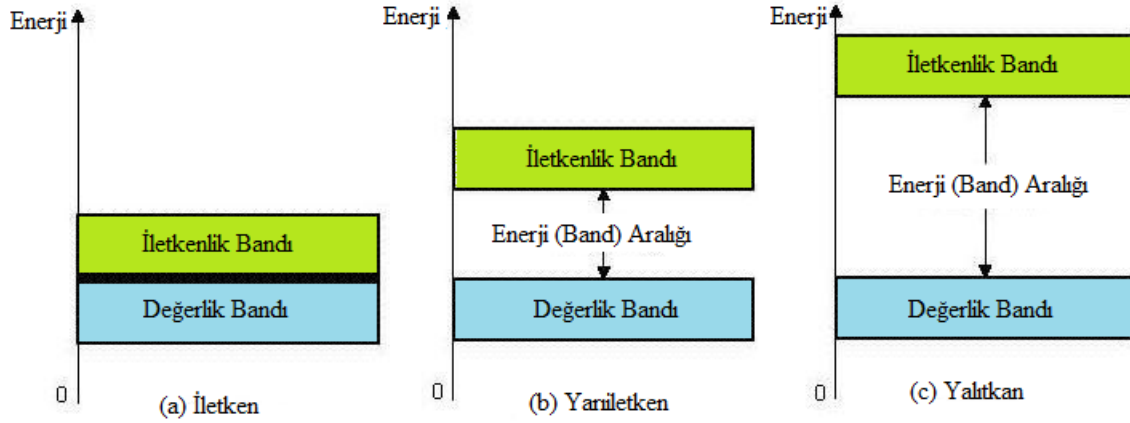 Enerji
İletkenlik Bandı
Değerlik Bandı
0
(a) İletken
Enerji
İletkenlik Bandı
Enerji (Band) Aralığı
Değerlik Bandı
0
(b) Yarıiletken
Enerji
İletkenlik Bandı
Enerji (Band) Aralığı
Değerlik Bandı
0
(c) Yalıtkan